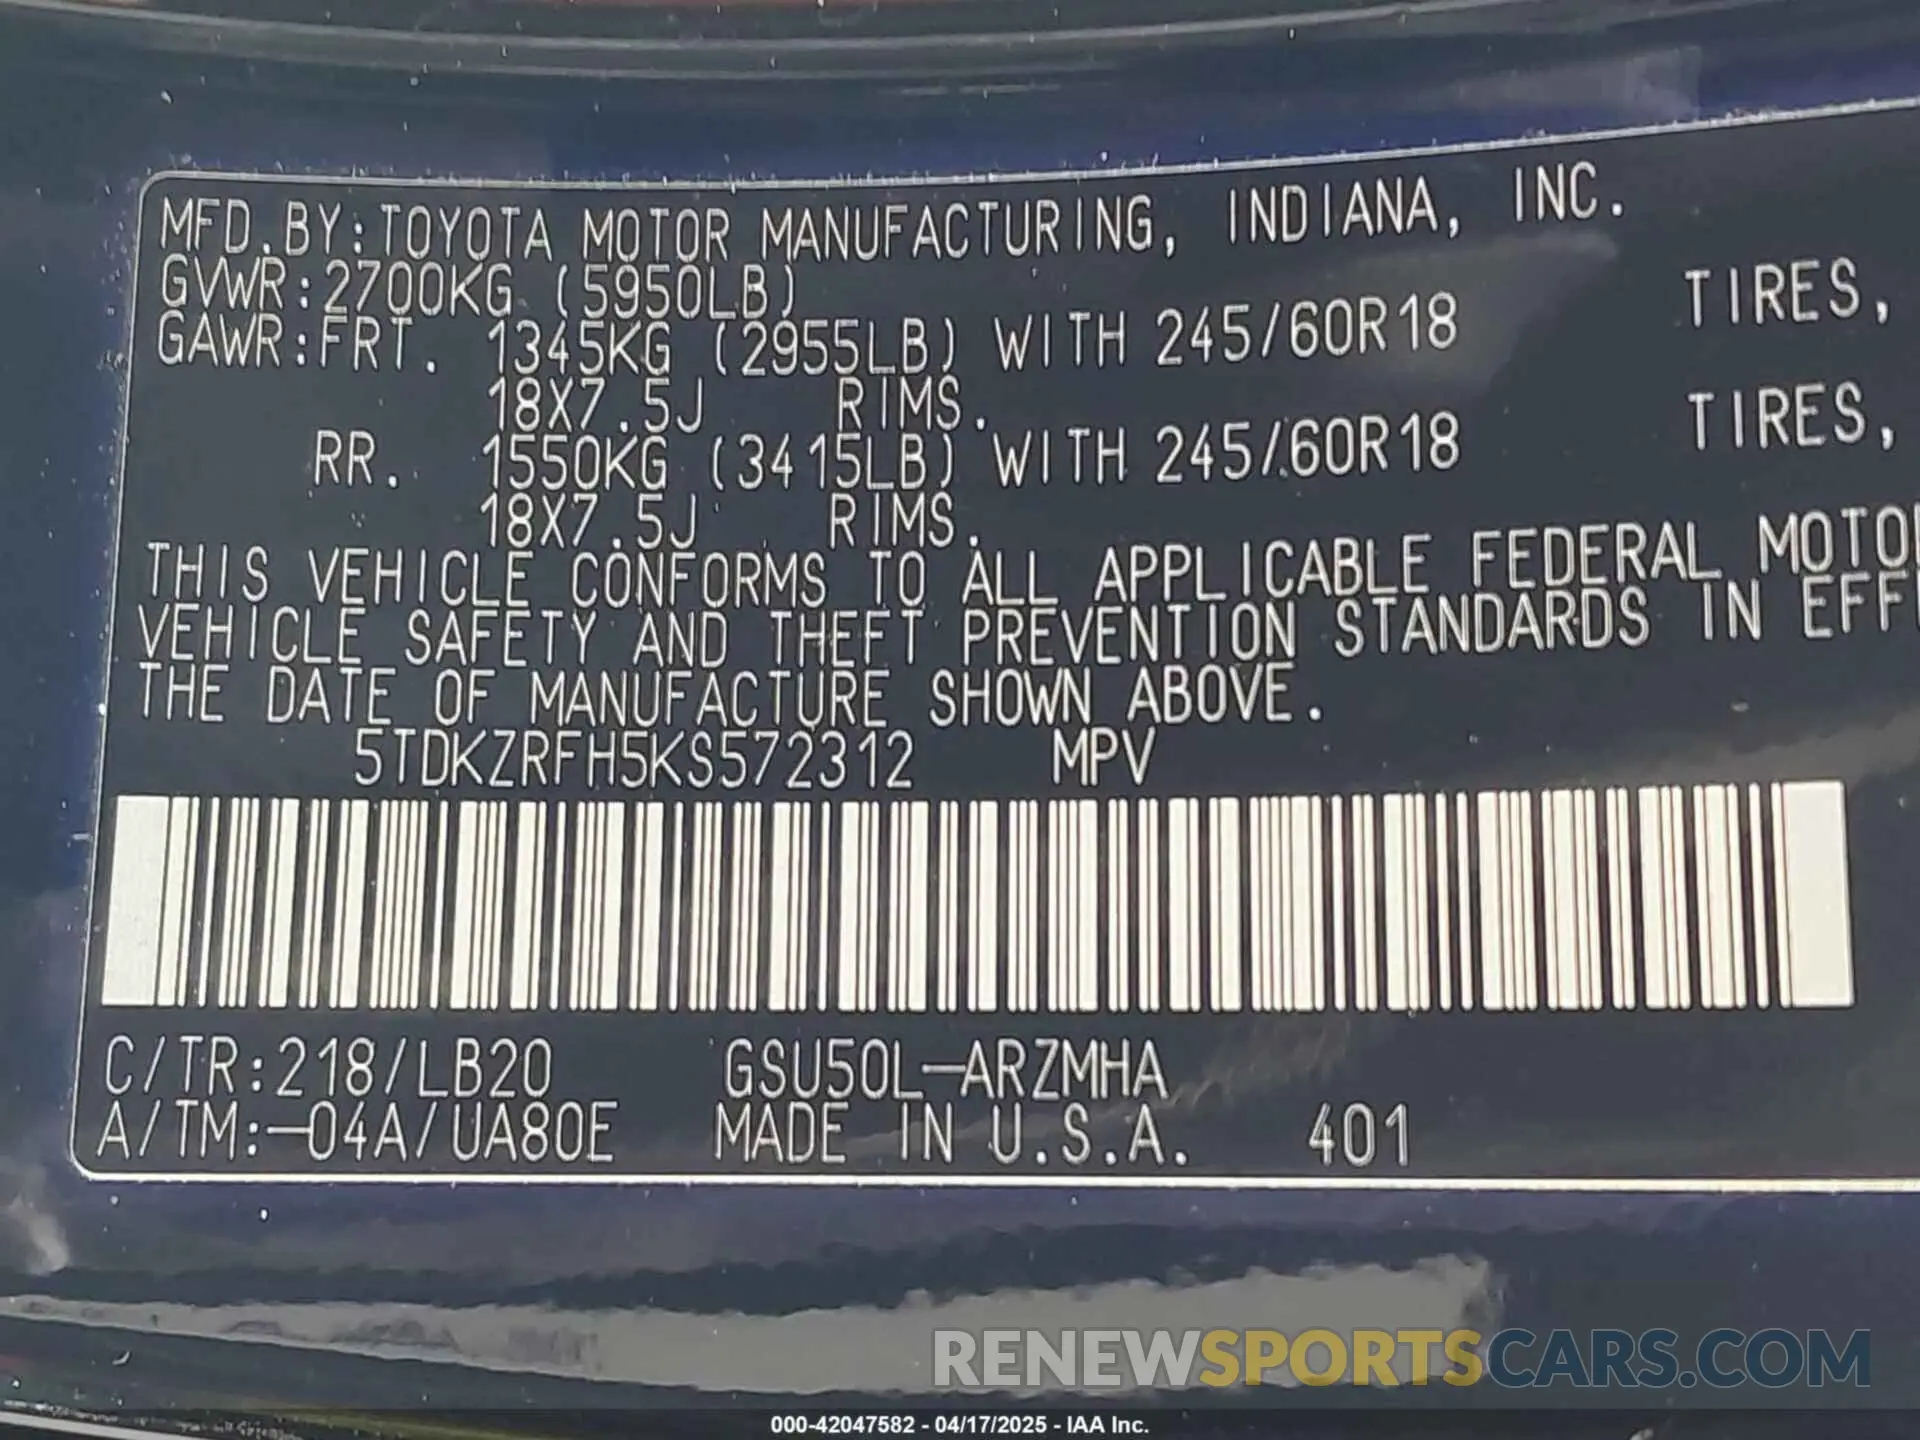 MFD.BY:TOYOTA MOTOR MANUFACTURING, INDIANA, INC.
GVWR:2700KG (5950LB)
GAWR:FRT. 1345KG (2955LB) WITH 245/60R18 TIRES,
18X7.5J RIMS.
RR. 1550KG (3415LB) WITH 245/60R18 TIRES,
18X7.5J RIMS.
THIS VEHICLE CONFORMS TO ALL APPLICABLE FEDERAL MOTO
VEHICLE SAFETY AND THEFT PREVENTION STANDARDS IN EFF
THE DATE OF MANUFACTURE SHOWN ABOVE.
5TDKZRFH5KS572312 MPV
C/TR:218/LB20 GSU50L-ARZMHA
A/TM:-04A/UA80E MADE IN U.S.A. 401
RENEWSPORTSCARS.COM
000-42047582 - 04/17/2025 - IAA Inc.